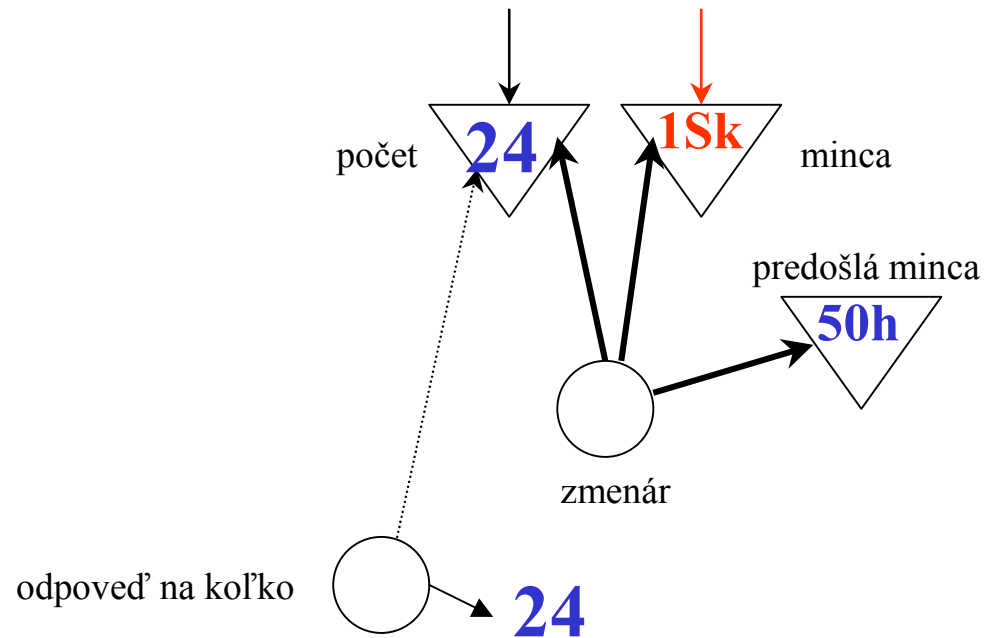 počet
24
1Sk
minca
predošlá minca
50h
zmenár
odpoveď na koľko
24